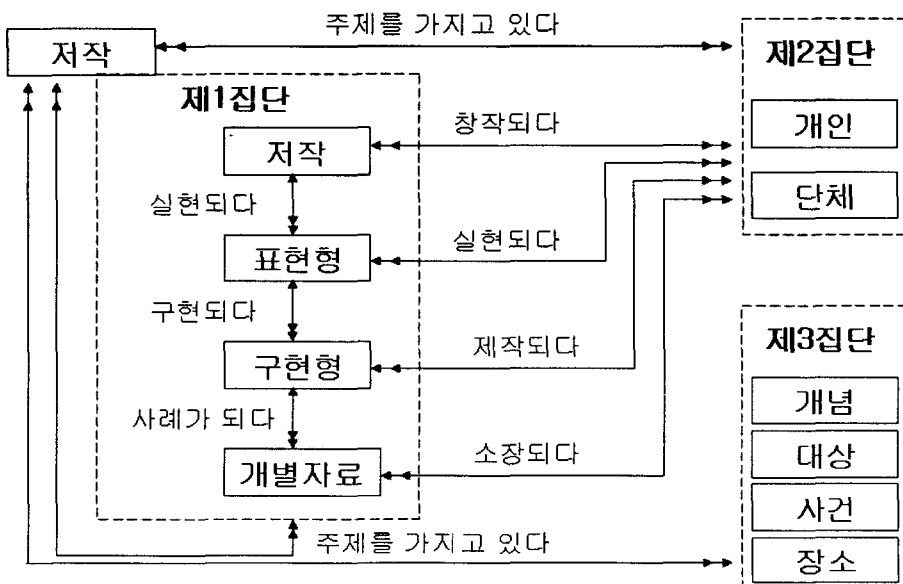 주제를 가지고 있다
저작
제2집단
제1집단
개인
창작되다
저작
단체
실현되다
실현되다
표현형
구현되다
제3집단
제작되다
구현형
개념
사례가 되다
대상
소장되다
개별자료
사건
주제를 가지고 있다
장소